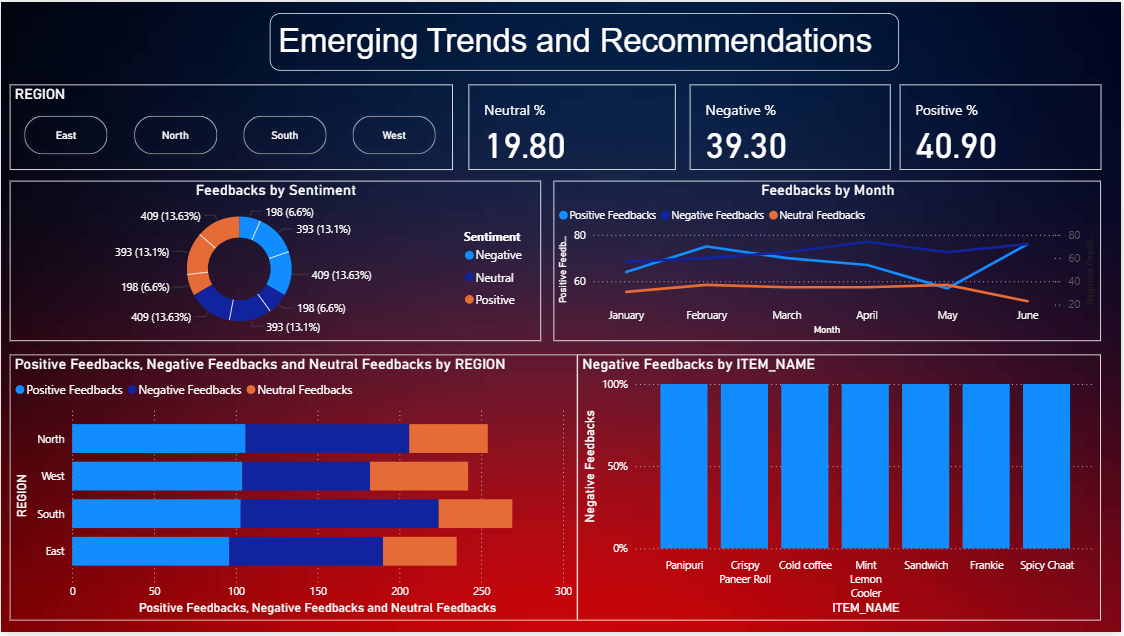 Emerging Trends and Recommendations
REGION
East
North
South
West
Neutral %
19.80
Negative %
39.30
Positive %
40.90
Feedbacks by Sentiment
198 (6.6%)
393 (13.1%)
409 (13.63%)
198 (6.6%)
393 (13.1%)
409 (13.63%)
198 (6.6%)
393 (13.1%)
409 (13.63%)
Sentiment
Negative
Neutral
Positive
Feedbacks by Month
Positive Feedbacks Negative Feedbacks Neutral Feedbacks
Positive Feedb...
80
60
80
60
40
20
Negative Feedb...
January February March April May June
Month
Positive Feedbacks, Negative Feedbacks and Neutral Feedbacks by REGION
Positive Feedbacks Negative Feedbacks Neutral Feedbacks
REGION
North
West
South
East
0 50 100 150 200 250 300
Positive Feedbacks, Negative Feedbacks and Neutral Feedbacks
Negative Feedbacks by ITEM_NAME
Negative Feedbacks
100%
50%
0%
Panipuri
Crispy
Paneer Roll
Cold coffee
Mint
Lemon
Cooler
Sandwich
Frankie
Spicy Chaat
ITEM_NAME